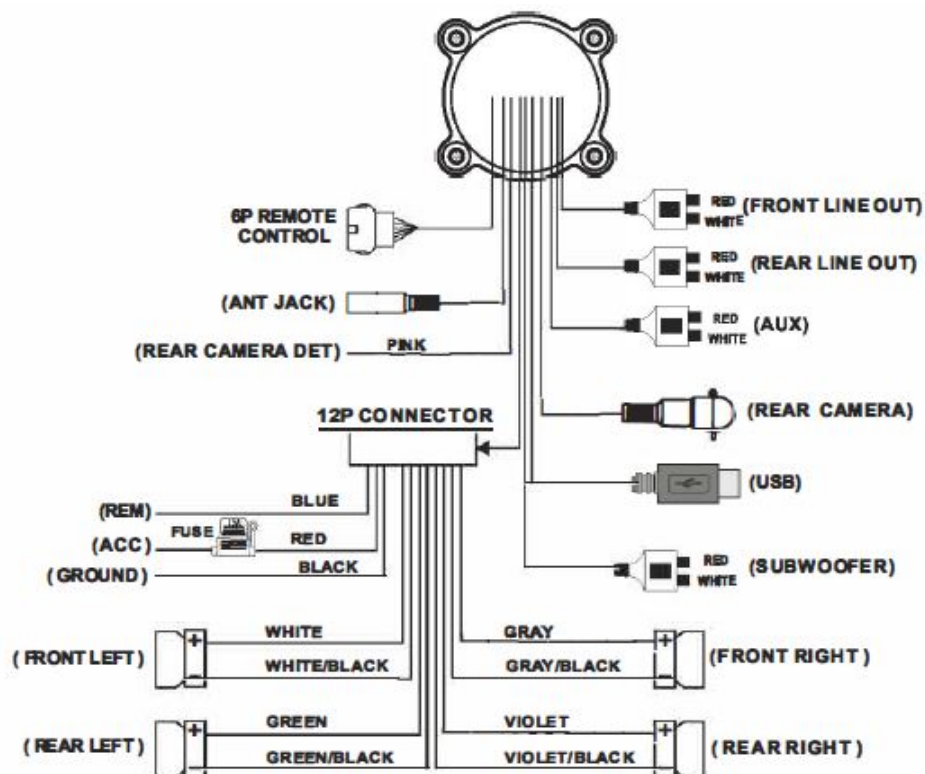 RED
WHITE
(FRONT LINE OUT)
6P REMOTE
CONTROL
RED
WHITE
(REAR LINE OUT)
(ANT JACK)
RED
WHITE
(AUX)
(REAR CAMERA DET)
PINK
12P CONNECTOR
(REAR CAMERA)
(USB)
(REM)
BLUE
FUSE
(ACC)
RED
(GROUND)
BLACK
RED
WHITE
(SUBWOOFER)
WHITE
GRAY
+
+
( FRONT LEFT)
(FRONT RIGHT )
WHITE/BLACK
GRAY/BLACK
−
−
GREEN
VIOLET
+
+
( REAR LEFT)
( REAR RIGHT )
GREEN/BLACK
VIOLET/BLACK